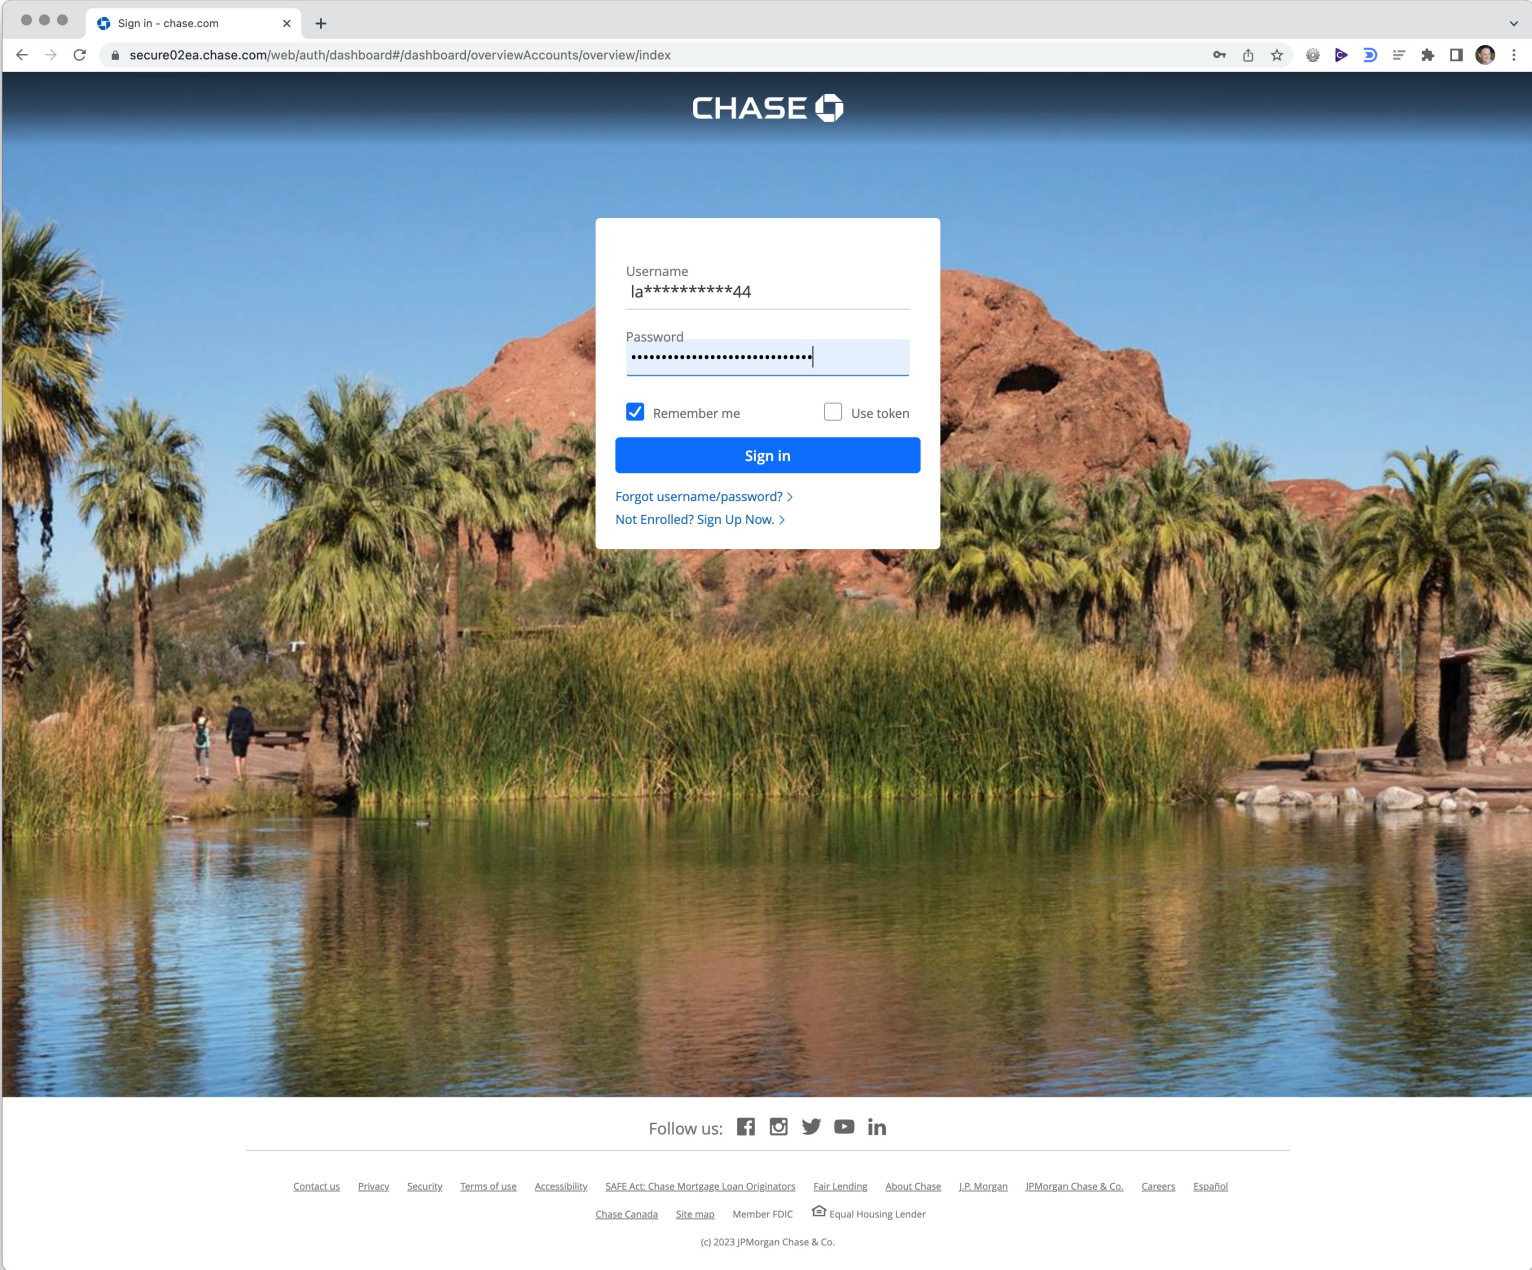 Sign in - chase.com
secure02ea.chase.com/web/auth/dashboard#/dashboard/overviewAccounts/overview/index
CHASE
Username
la**********44
Password
••••••••••••••••••••••••••••••
Remember me
Use token
Sign in
Forgot username/password?
Not Enrolled? Sign Up Now.
Follow us:
Contact us Privacy Security Terms of use Accessibility SAFE Act: Chase Mortgage Loan Originators Fair Lending About Chase J.P. Morgan JPMorgan Chase & Co. Careers Español
Chase Canada Site map Member FDIC Equal Housing Lender
(c) 2023 JPMorgan Chase & Co.